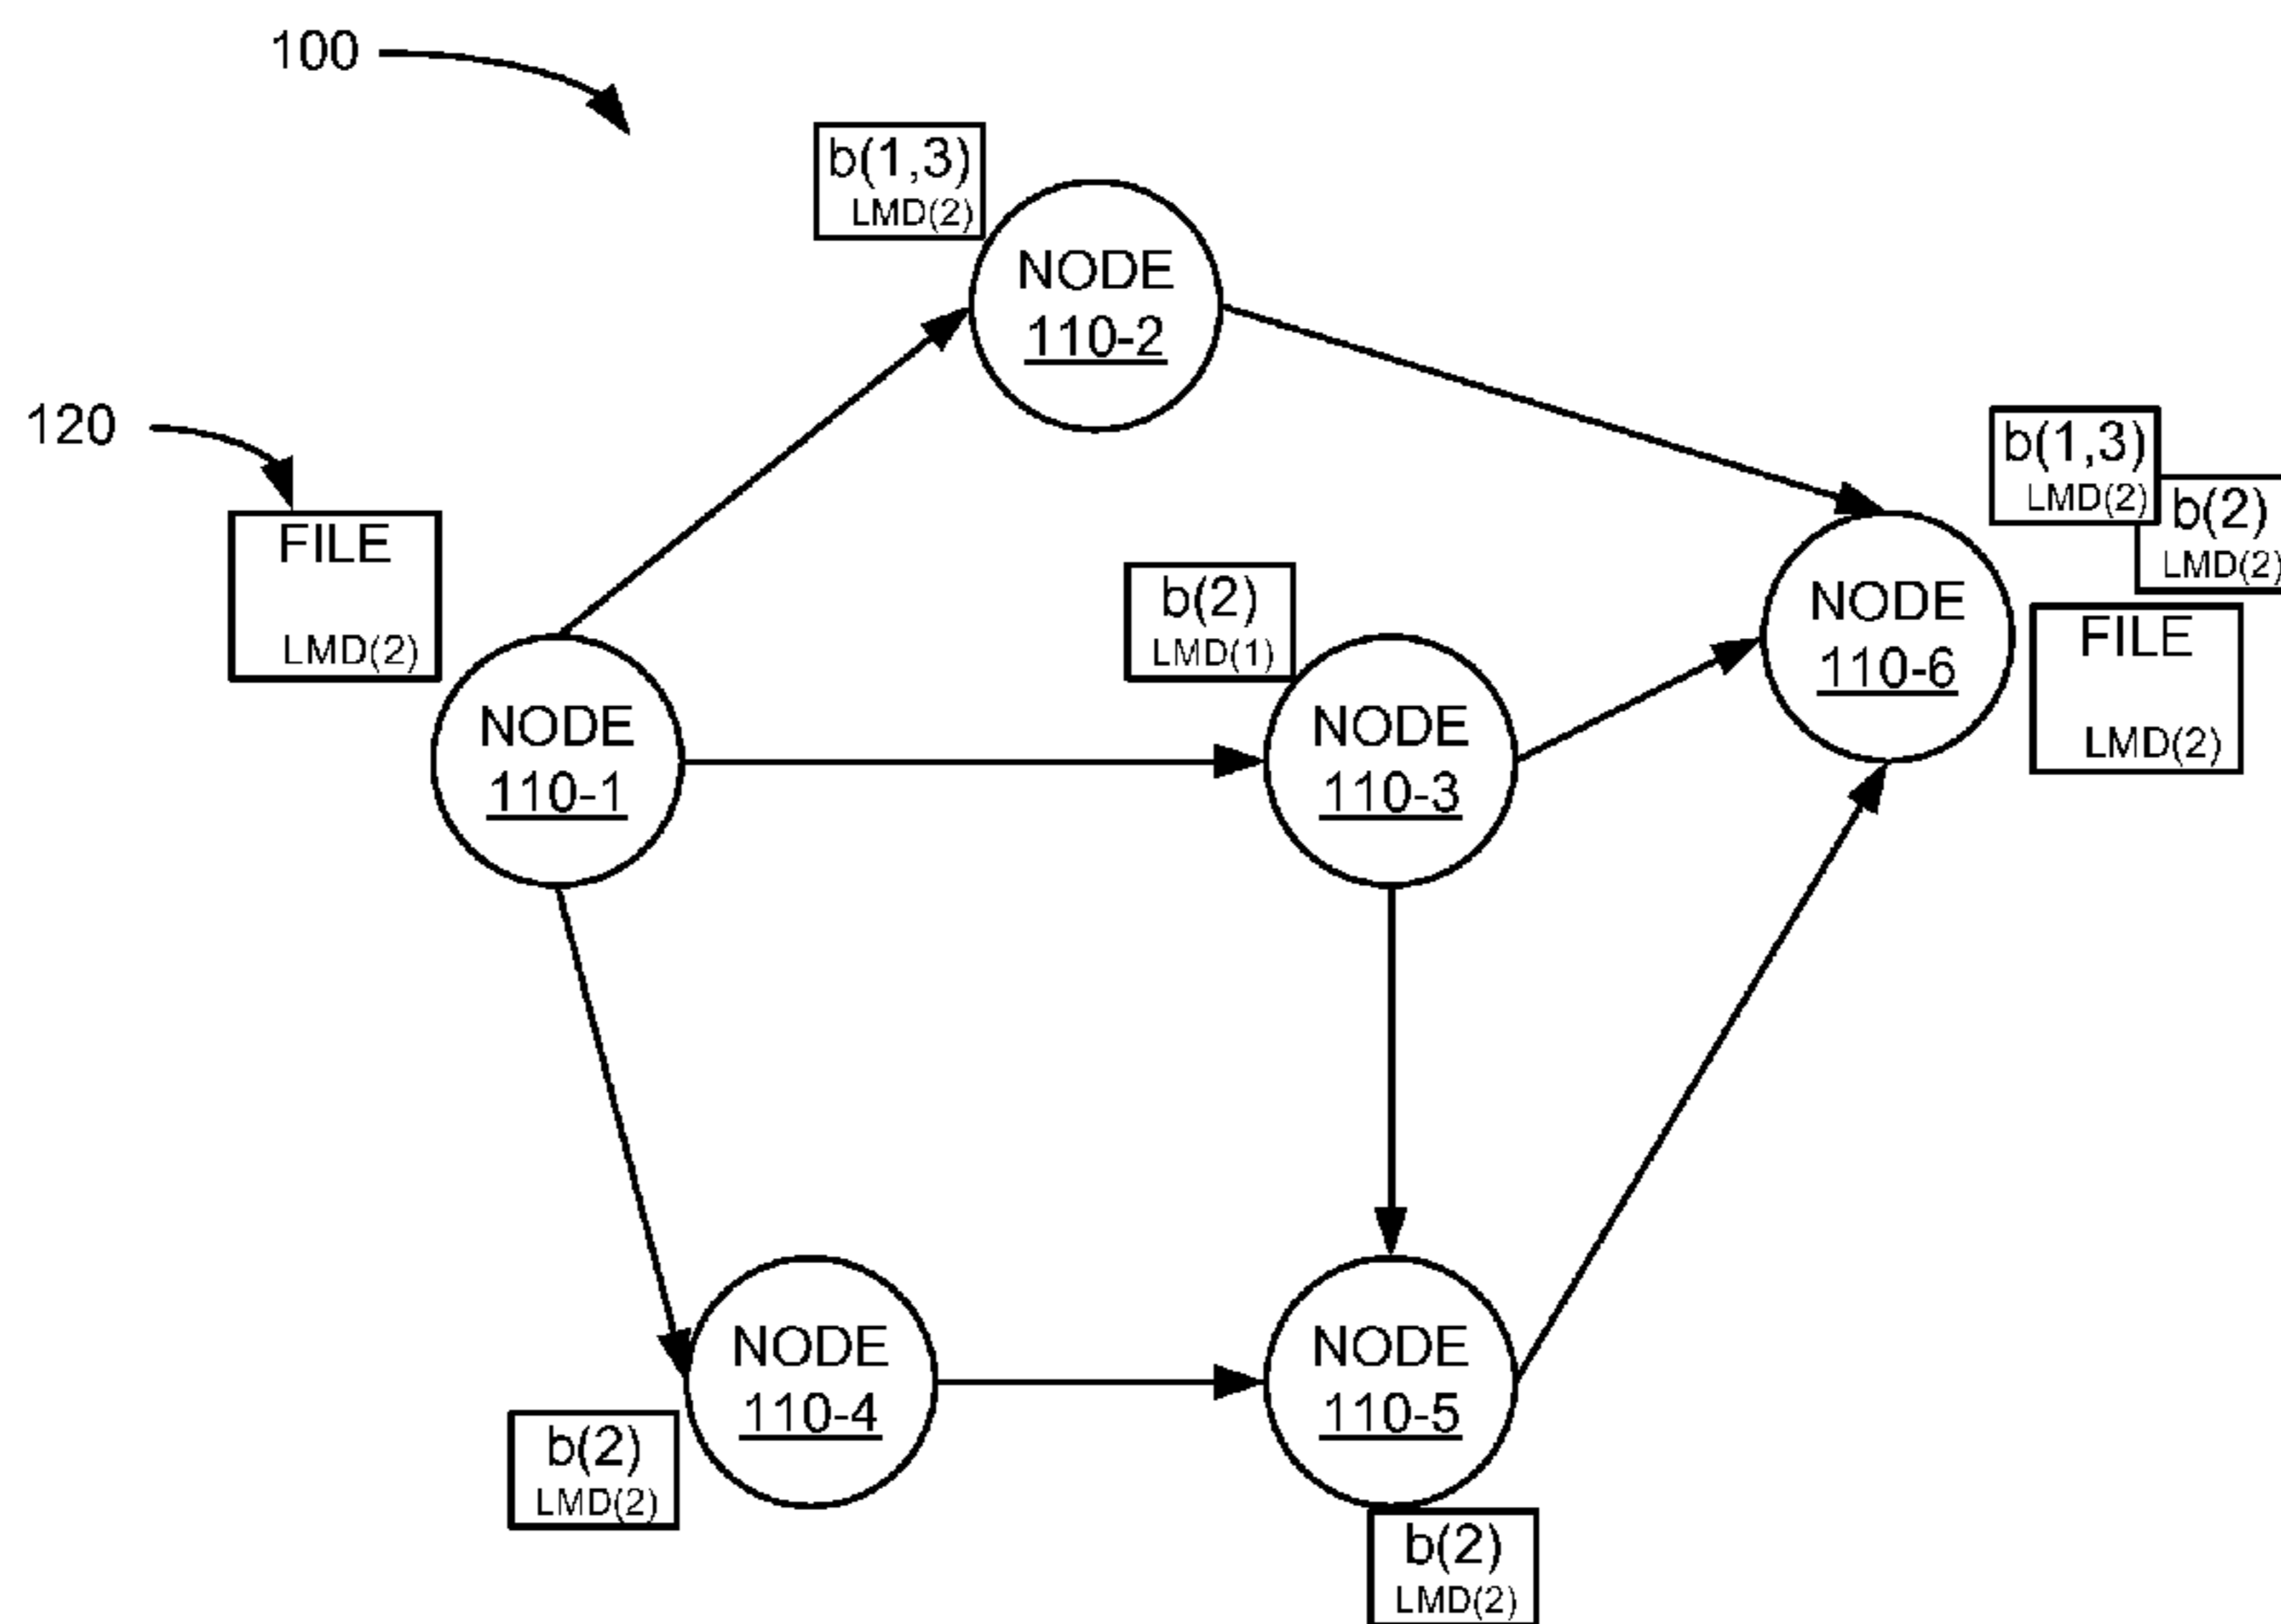 100
b(1,3)
LMD(2)
NODE
110-2
120
FILE
LMD(2)
b(1,3)
LMD(2)
b(2)
LMD(2)
b(2)
LMD(1)
NODE
110-6
FILE
LMD(2)
NODE
110-1
NODE
110-3
NODE
110-4
NODE
110-5
b(2)
LMD(2)
b(2)
LMD(2)